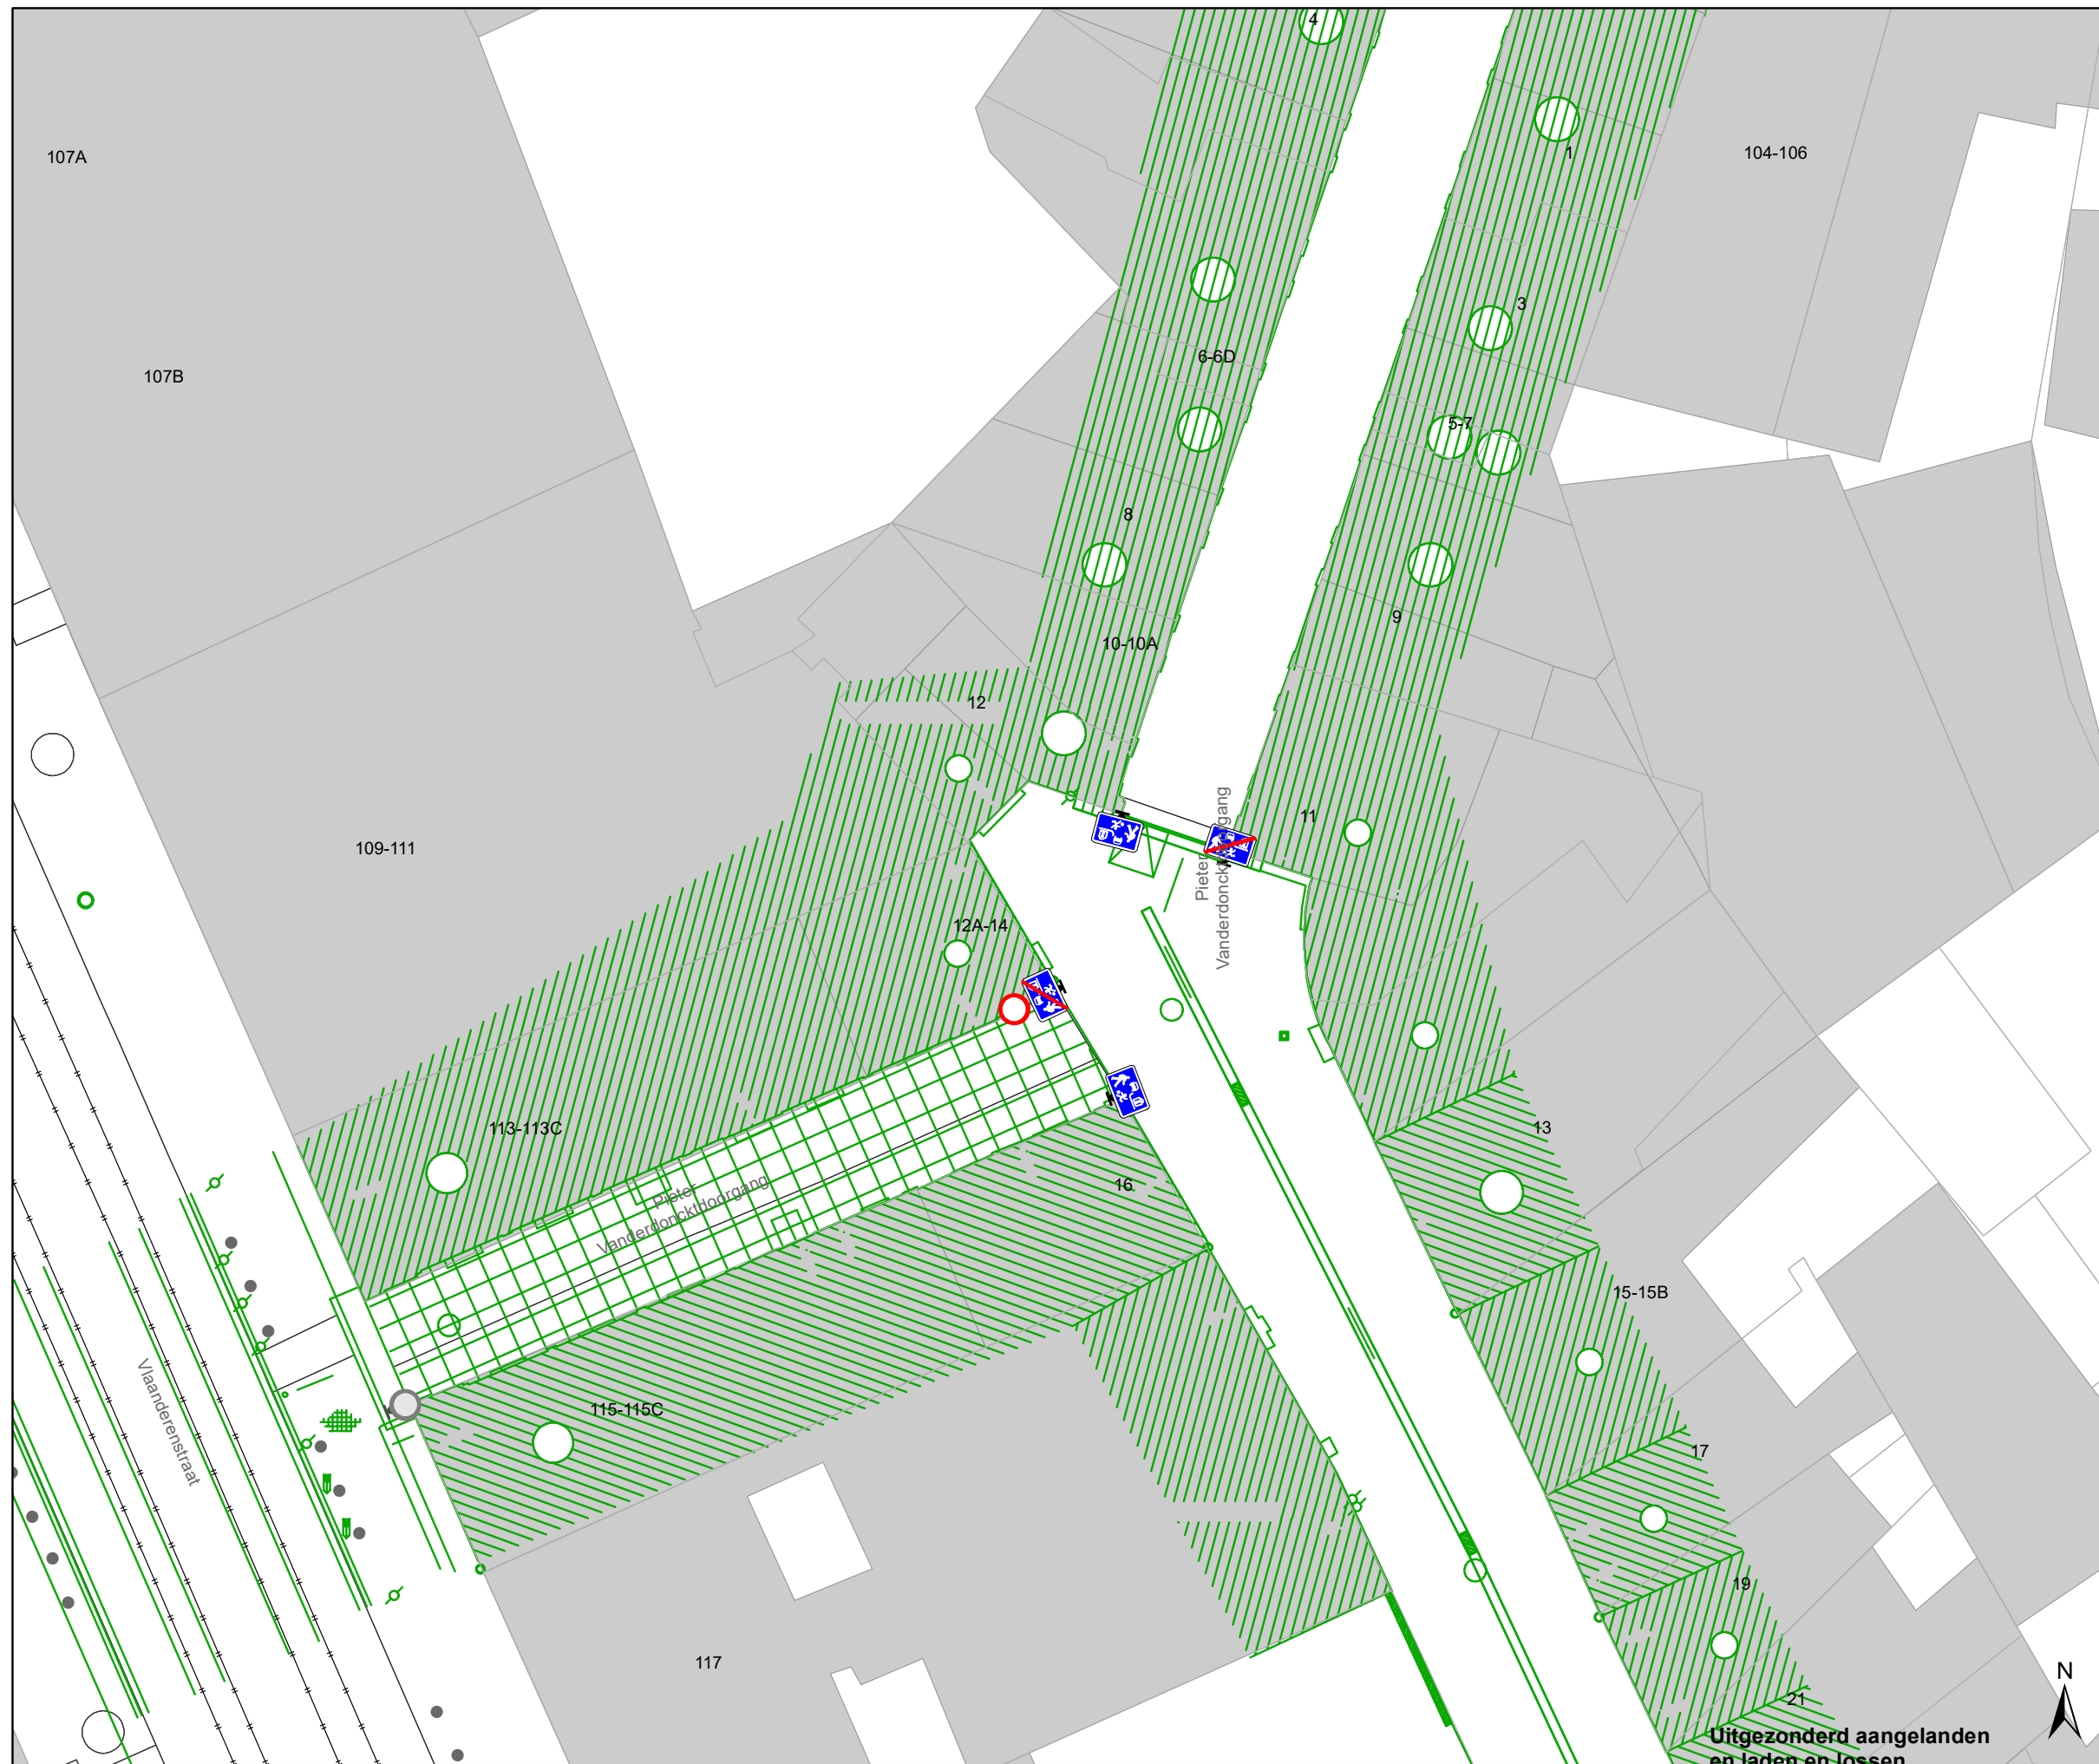 4
107A
1
104-106
3
6-6D
107B
5-7
8
9
10-10A
12
11
109-111
Pieter
Vanderdoncktdoorgang
12A-14
113-113C
13
16
Pieter
Vanderdoncktdoorgang
15-15B
Vlaanderenstraat
115-115C
17
19
117
N
21
Uitgezonderd aangelanden
en laden en lossen